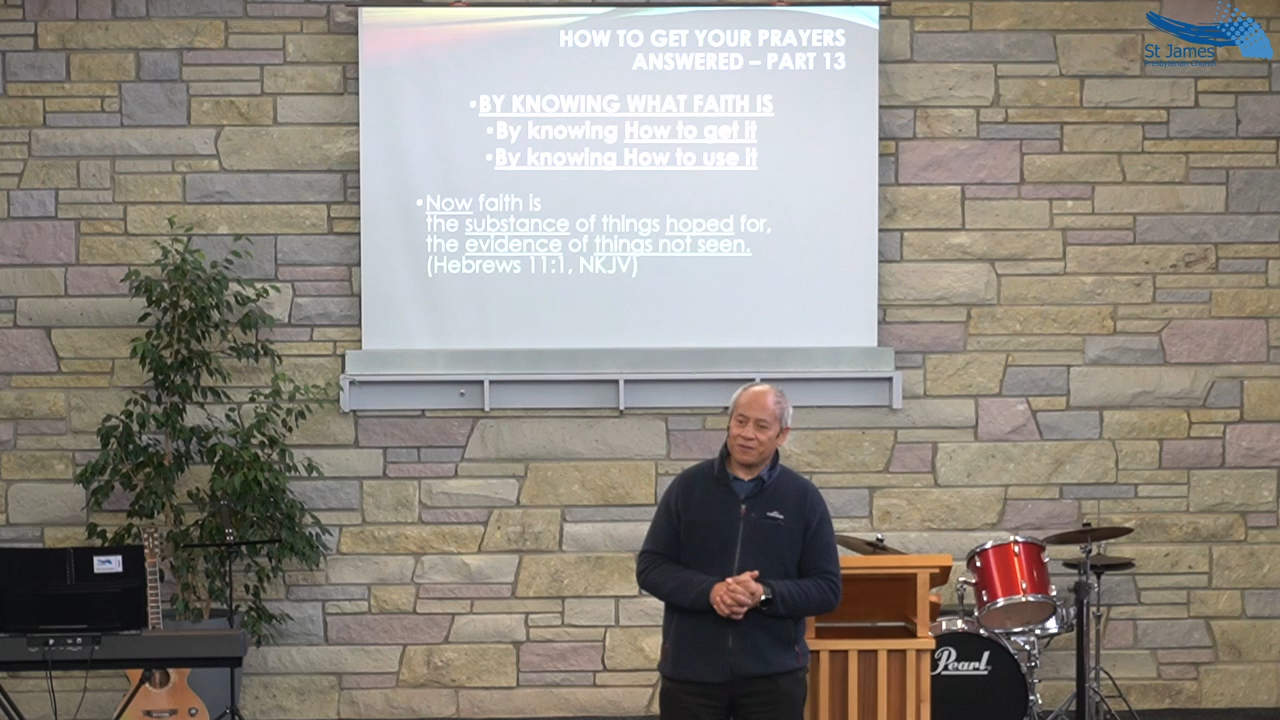 HOW TO GET YOUR PRAYERS
ANSWERED – PART 13
•BY KNOWING WHAT FAITH IS
•By knowing How to get it
•By knowing How to use it
•Now faith is
the substance of things hoped for,
the evidence of things not seen.
(Hebrews 11:1, NKJV)
St James
Presbyterian Church
Pearl